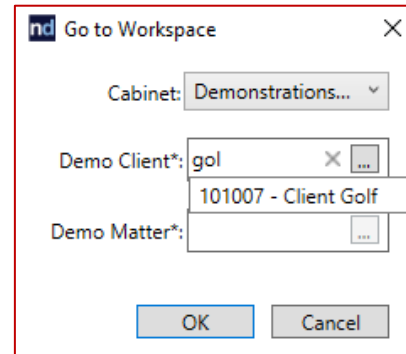 nd Go to Workspace
Cabinet: Demonstrations...
Demo Client*: gol ...
101007 - Client Golf
Demo Matter*: ...
OK Cancel